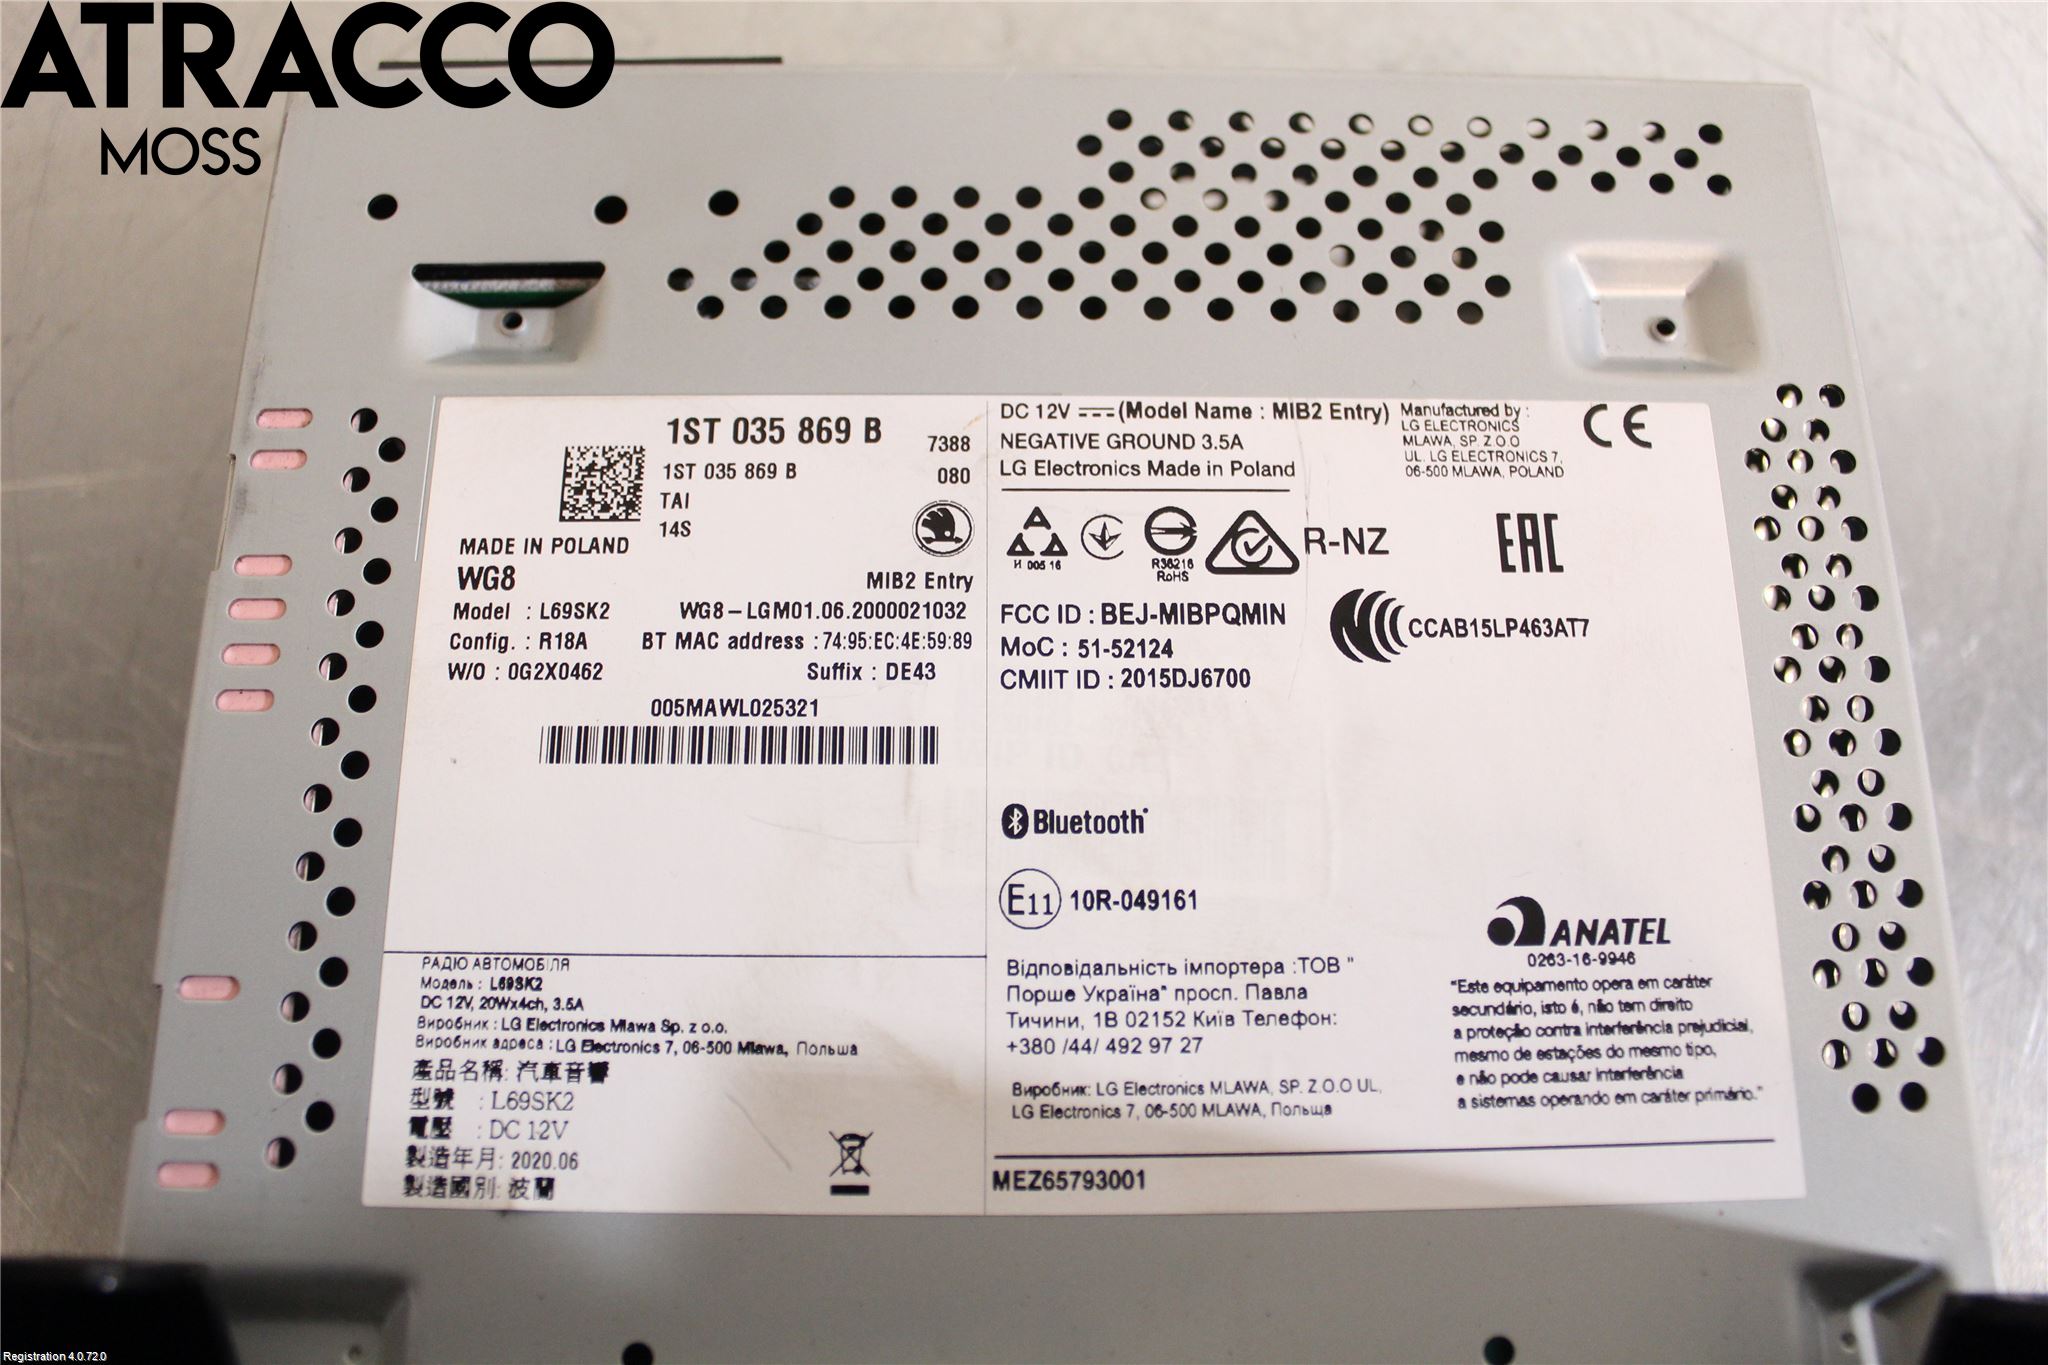 ATRACCO
MOSS
1ST 035 869 B
7388
1ST 035 869 B
080
TAI
14S
MADE IN POLAND
WG8
MIB2 Entry
Model : L69SK2
WG8-LGM01.06.2000021032
Config. : R18A
BT MAC address : 74:95:EC:4E:59:89
W/O : 0G2X0462
Suffix : DE43
005MAWL025321
DC 12V (Model Name : MIB2 Entry)
NEGATIVE GROUND 3.5A
LG Electronics Made in Poland
Manufactured by :
LG ELECTRONICS
MLAWA, SP. Z.O.O
UL. LG ELECTRONICS 7,
06-500 MLAWA, POLAND
CE
И 005 16
R36216
RoHS
R-NZ
EAC
FCC ID : BEJ-MIBPQMIN
MoC : 51-52124
CMIIT ID : 2015DJ6700
CCAB15LP463AT7
Bluetooth
E11 10R-049161
ANATEL
0263-16-9946
"Este equipamento opera em caráter
secundário, isto é, não tem direito
a proteção contra interferência prejudicial,
mesmo de estações do mesmo tipo,
e não pode causar interferência
a sistemas operando em caráter primário."
РАДІО АВТОМОБІЛЯ
Модель : L69SK2
DC 12V, 20Wx4ch, 3.5A
Виробник : LG Electronics Mlawa Sp. z o.o.
Виробник адреса : LG Electronics 7, 06-500 Mlawa, Польша
產品名稱: 汽車音響
型號 : L69SK2
電壓 : DC 12V
製造年月: 2020.06
製造國別: 波蘭
Відповідальність імпортера :ТОВ "
Порше Україна" просп. Павла
Тичини, 1В 02152 Київ Телефон:
+380 /44/ 492 97 27
Виробник: LG Electronics MLAWA, SP. Z O.O UL,
LG Electronics 7, 06-500 MLAWA, Польща
MEZ65793001
Registration 4.0.72.0